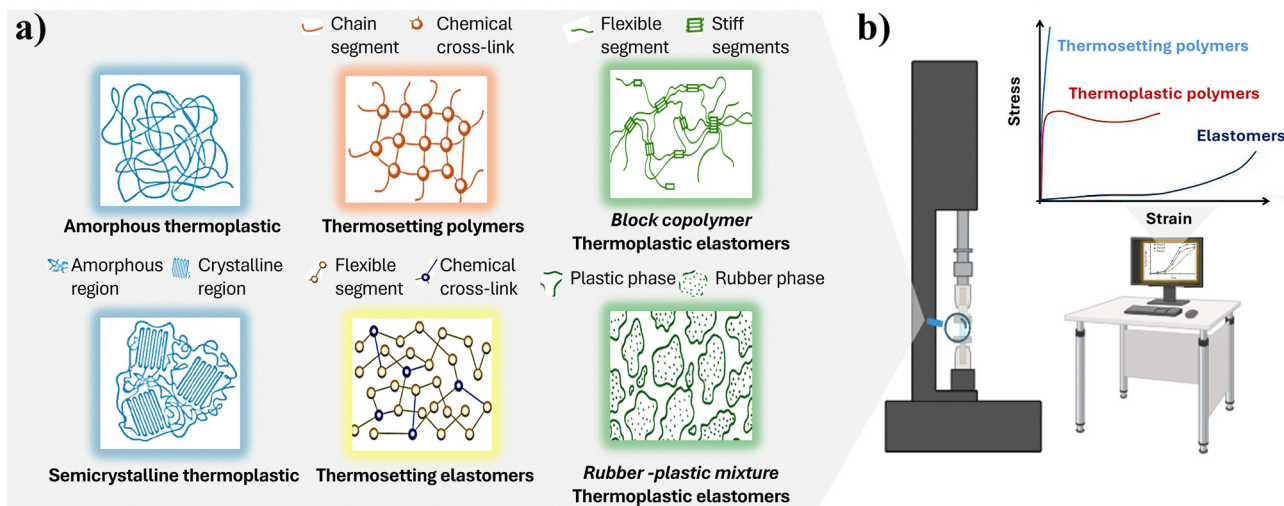 a)
Chain
segment
Chemical
cross-link
Flexible
segment
Stiff
segments
Amorphous thermoplastic
Thermosetting polymers
Block copolymer
Thermoplastic elastomers
Amorphous
region
Crystalline
region
Flexible
segment
Chemical
cross-link
Plastic phase
Rubber phase
Semicrystalline thermoplastic
Thermosetting elastomers
Rubber -plastic mixture
Thermoplastic elastomers
b)
Stress
Thermosetting polymers
Thermoplastic polymers
Elastomers
Strain